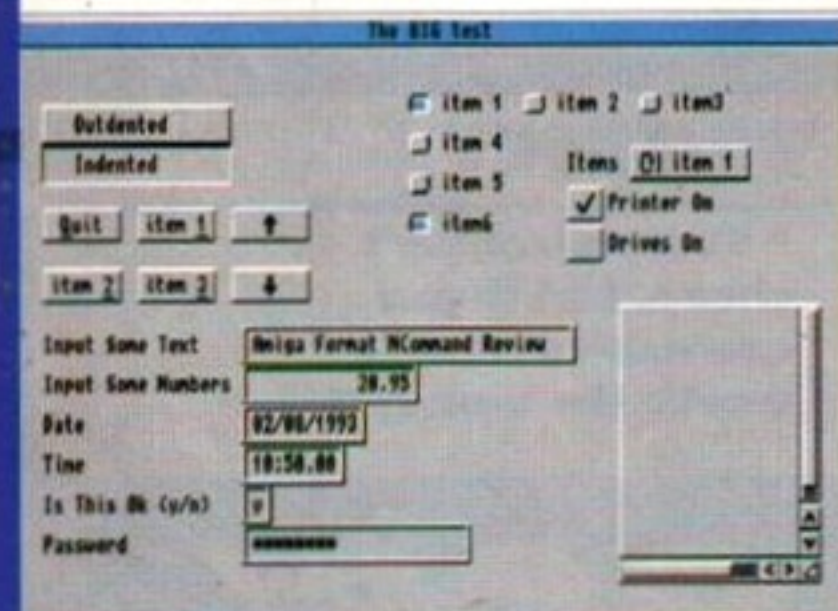 The BIG test
Outdented
Indented
item 1 item 2 item3
item 4
item 5
item6
Items item 1
Printer On
Drives On
Quit item 1
item 2 item 3
Input Some Text Amiga Format NCommand Review
Input Some Numbers 20.95
Date 02/08/1993
Time 10:50.00
Is This Ok (y/n) y
Password ********